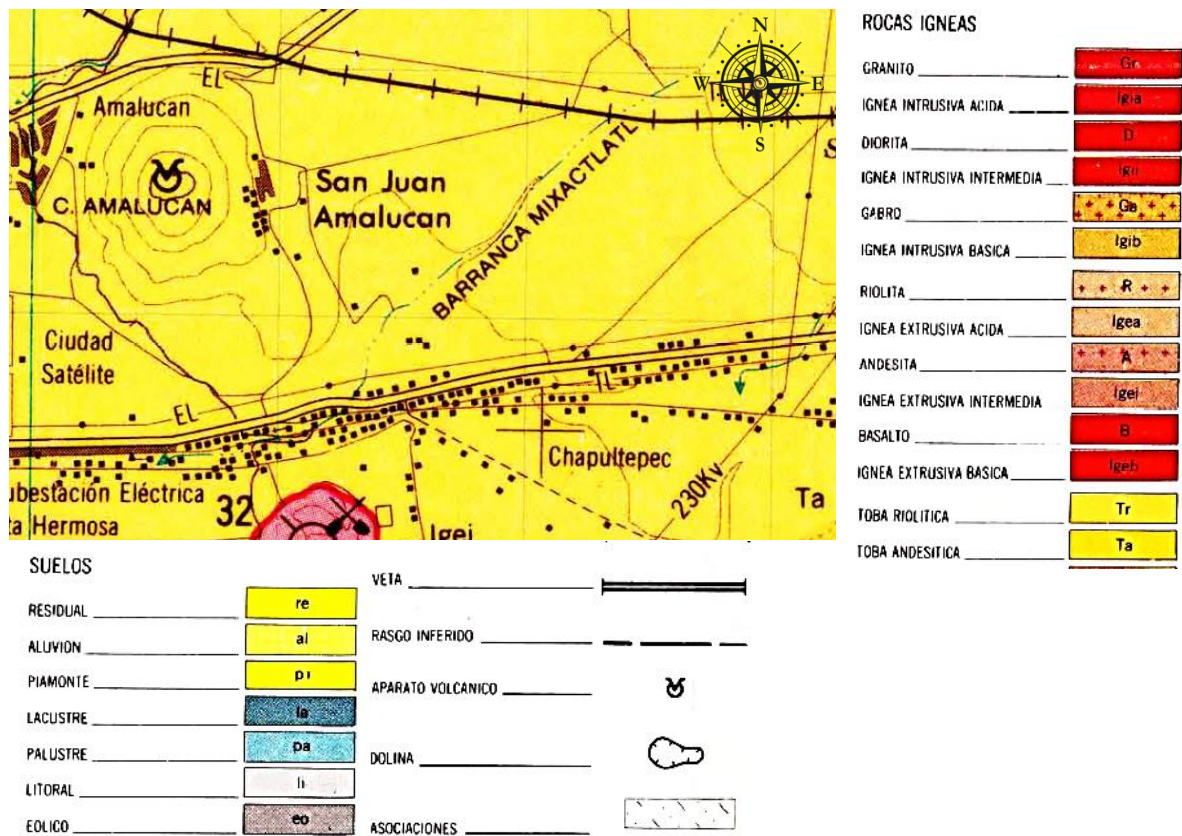 N
W
E
S
EL
Amalucan
C. AMALUCAN
San Juan
Amalucan
BARRANCA MIXACTLATL
S
Ciudad
Satélite
EL
TL
Chapultepec
230Kv
Ta
ubestación Eléctrica
ta Hermosa
32
Igei
ROCAS IGNEAS
GRANITO Gr
IGNEA INTRUSIVA ACIDA Igia
DIORITA D
IGNEA INTRUSIVA INTERMEDIA Igii
GABRO Ga
IGNEA INTRUSIVA BASICA Igib
RIOLITA R
IGNEA EXTRUSIVA ACIDA Igea
ANDESITA A
IGNEA EXTRUSIVA INTERMEDIA Igei
BASALTO B
IGNEA EXTRUSIVA BASICA Igeb
TOBA RIOLITICA Tr
TOBA ANDESITICA Ta
SUELOS
RESIDUAL re
ALUVION al
PIAMONTE pi
LACUSTRE la
PALUSTRE pa
LITORAL li
EOLICO eo
VETA
RASGO INFERIDO
APARATO VOLCANICO
DOLINA
ASOCIACIONES